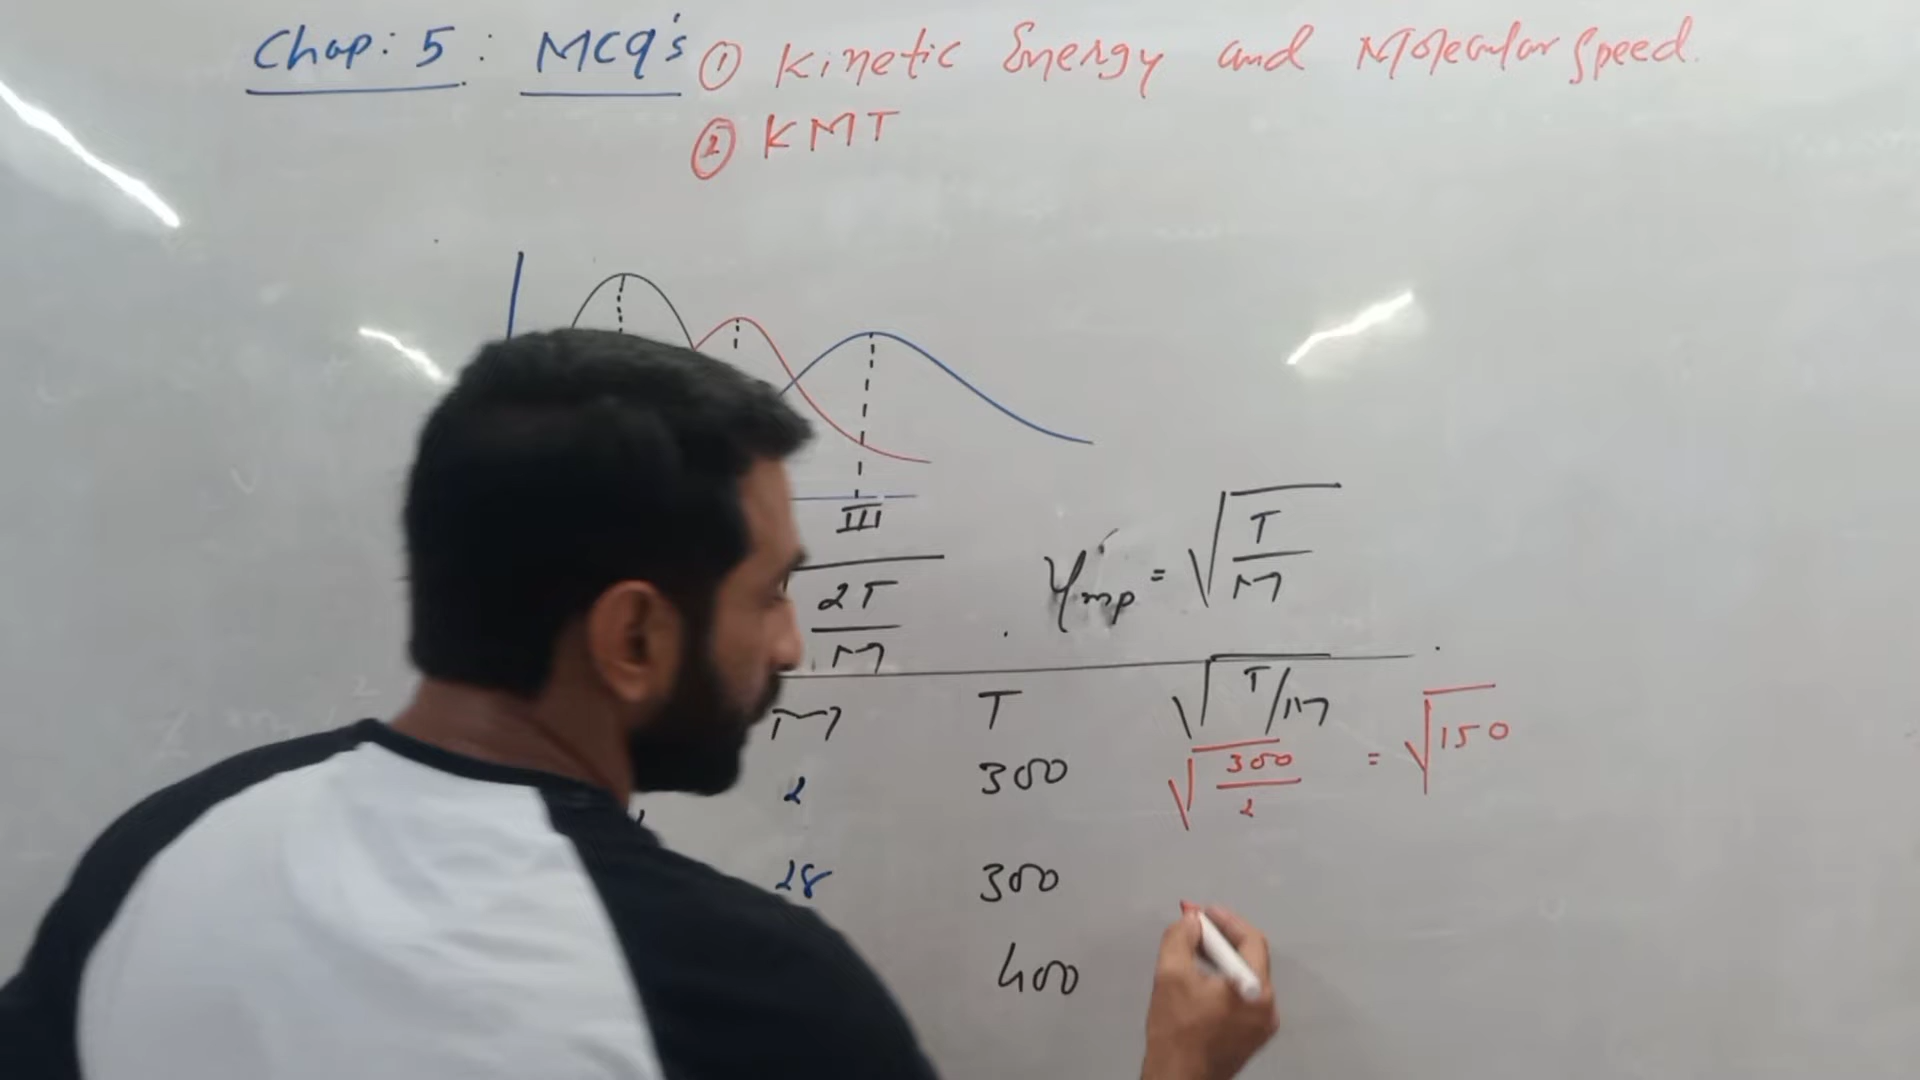 Chap: 5 : MCQ's ① Kinetic Energy and Molecular Speed.
② KMT
III
2T
M
Vmp = √T/M
M T √T/M
2 300 √300/2 = √150
28 300
400